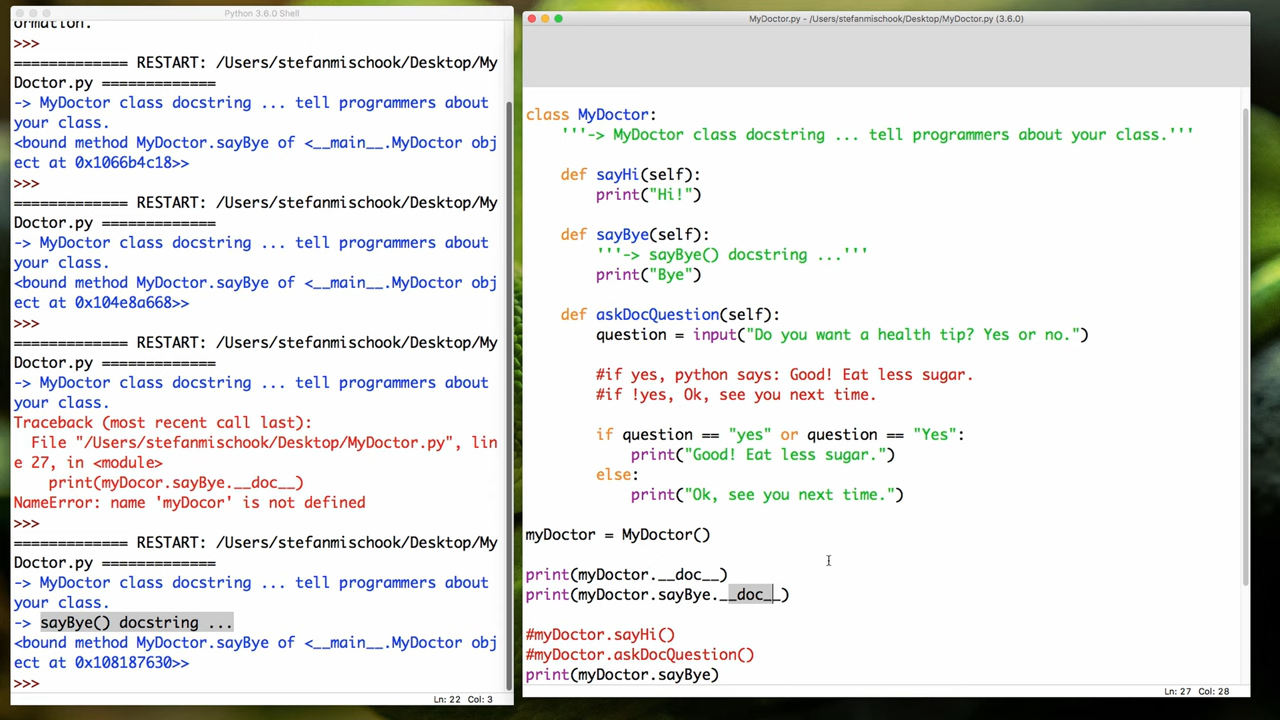 Python 3.6.0 Shell
ormation.
>>>
============= RESTART: /Users/stefanmischook/Desktop/My
Doctor.py =============
-> MyDoctor class docstring ... tell programmers about
your class.
<bound method MyDoctor.sayBye of <__main__.MyDoctor obj
ect at 0x1066b4c18>>
>>>
============= RESTART: /Users/stefanmischook/Desktop/My
Doctor.py =============
-> MyDoctor class docstring ... tell programmers about
your class.
<bound method MyDoctor.sayBye of <__main__.MyDoctor obj
ect at 0x104e8a668>>
>>>
============= RESTART: /Users/stefanmischook/Desktop/My
Doctor.py =============
-> MyDoctor class docstring ... tell programmers about
your class.
Traceback (most recent call last):
  File "/Users/stefanmischook/Desktop/MyDoctor.py", lin
e 27, in <module>
    print(myDocor.sayBye.__doc__)
NameError: name 'myDocor' is not defined
>>>
============= RESTART: /Users/stefanmischook/Desktop/My
Doctor.py =============
-> MyDoctor class docstring ... tell programmers about
your class.
-> sayBye() docstring ...
<bound method MyDoctor.sayBye of <__main__.MyDoctor obj
ect at 0x108187630>>
>>>
Ln: 22 Col: 3
MyDoctor.py - /Users/stefanmischook/Desktop/MyDoctor.py (3.6.0)
class MyDoctor:
    '''-> MyDoctor class docstring ... tell programmers about your class.'''
    def sayHi(self):
        print("Hi!")
    def sayBye(self):
        '''-> sayBye() docstring ...'''
        print("Bye")
    def askDocQuestion(self):
        question = input("Do you want a health tip? Yes or no.")
        #if yes, python says: Good! Eat less sugar.
        #if !yes, Ok, see you next time.
        if question == "yes" or question == "Yes":
            print("Good! Eat less sugar.")
        else:
            print("Ok, see you next time.")
myDoctor = MyDoctor()
print(myDoctor.__doc__)
print(myDoctor.sayBye.__doc__)
#myDoctor.sayHi()
#myDoctor.askDocQuestion()
print(myDoctor.sayBye)
Ln: 27 Col: 28